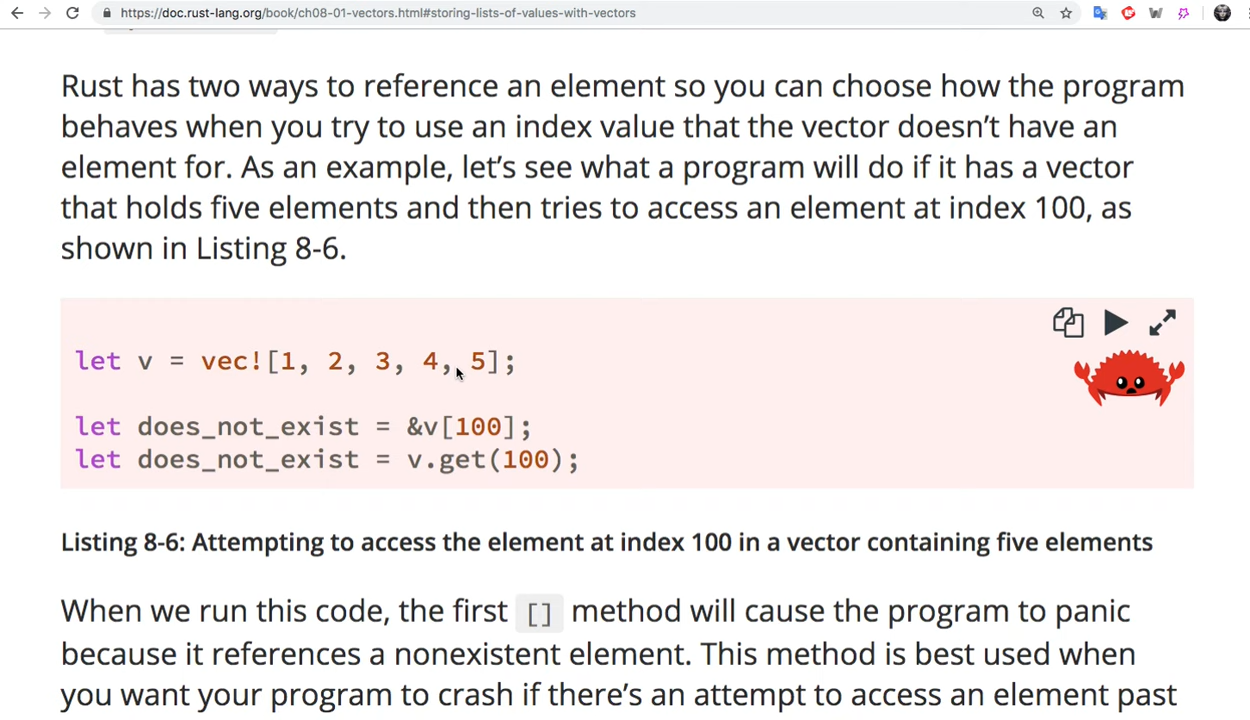 https://doc.rust-lang.org/book/ch08-01-vectors.html#storing-lists-of-values-with-vectors
Rust has two ways to reference an element so you can choose how the program
behaves when you try to use an index value that the vector doesn’t have an
element for. As an example, let’s see what a program will do if it has a vector
that holds five elements and then tries to access an element at index 100, as
shown in Listing 8-6.
let v = vec![1, 2, 3, 4, 5];
let does_not_exist = &v[100];
let does_not_exist = v.get(100);
Listing 8-6: Attempting to access the element at index 100 in a vector containing five elements
When we run this code, the first [] method will cause the program to panic
because it references a nonexistent element. This method is best used when
you want your program to crash if there’s an attempt to access an element past